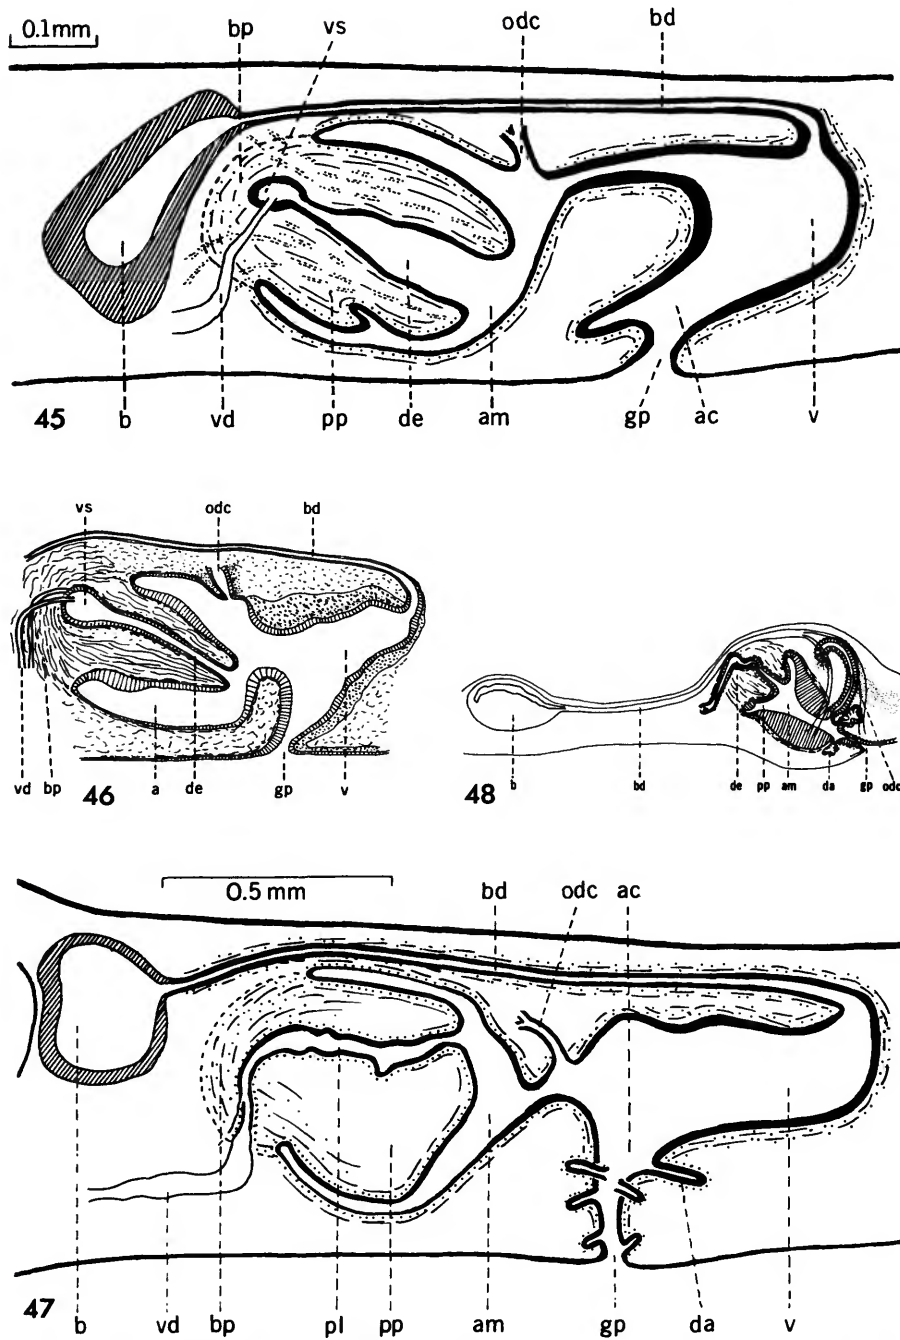 0.1mm
bp vs odc bd
45 b vd pp de am gp ac v
vs odc bd
vd bp 46 a de gp v
48 b bd de pp am da gp odc
0.5 mm bd odc ac
47 b vd bp pl pp am gp da v